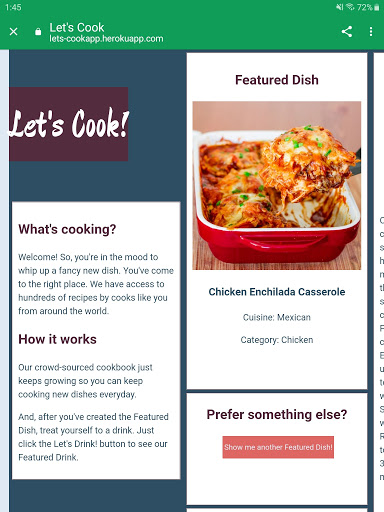 1:45
72%
Let's Cook
lets-cookapp.herokuapp.com
Let's Cook!
What's cooking?
Welcome! So, you're in the mood to
whip up a fancy new dish. You've come
to the right place. We have access to
hundreds of recipes by cooks like you
from around the world.
How it works
Our crowd-sourced cookbook just
keeps growing so you can keep
cooking new dishes everyday.
And, after you've created the Featured
Dish, treat yourself to a drink. Just
click the Let's Drink! button to see our
Featured Drink.
Featured Dish
Chicken Enchilada Casserole
Cuisine: Mexican
Category: Chicken
Prefer something else?
Show me another Featured Dish!